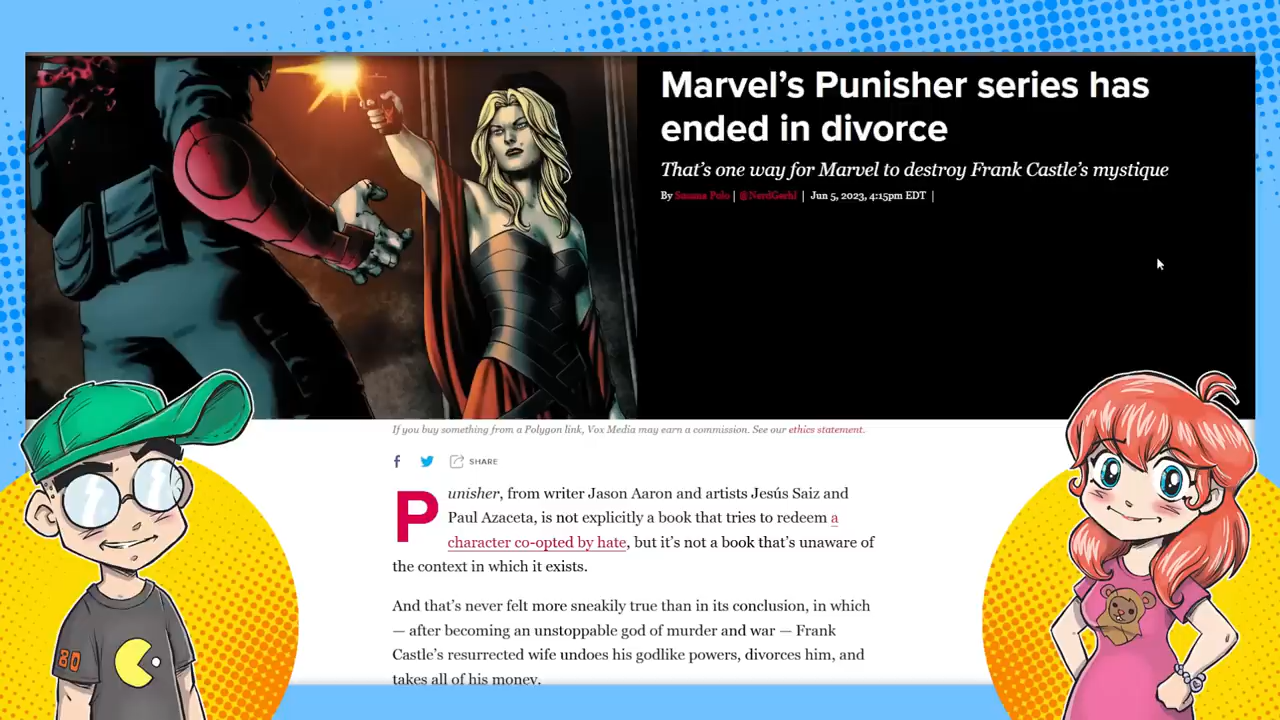 Marvel's Punisher series has
ended in divorce
That's one way for Marvel to destroy Frank Castle's mystique
By Susana Polo | @NerdGerhl | Jun 5, 2023, 4:15pm EDT |
If you buy something from a Polygon link, Vox Media may earn a commission. See our ethics statement.
SHARE
Punisher, from writer Jason Aaron and artists Jesús Saiz and
Paul Azaceta, is not explicitly a book that tries to redeem a
character co-opted by hate, but it's not a book that's unaware of
the context in which it exists.
And that's never felt more sneakily true than in its conclusion, in which
— after becoming an unstoppable god of murder and war — Frank
Castle's resurrected wife undoes his godlike powers, divorces him, and
takes all of his money.
80